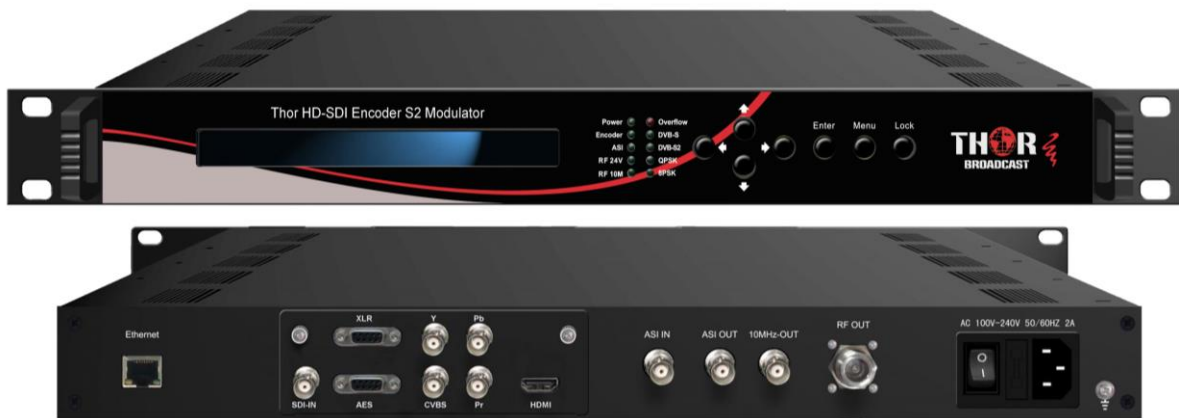 Thor HD-SDI Encoder S2 Modulator
Power Overflow
Encoder DVB-S
ASI DVB-S2
RF 24V QPSK
RF 10M 8PSK
Enter Menu Lock
THOR
BROADCAST
Ethernet
XLR Y Pb
SDI-IN AES CVBS Pr HDMI
ASI IN ASI OUT 10MHz-OUT RF OUT
AC 100V-240V 50/60HZ 2A
O
I